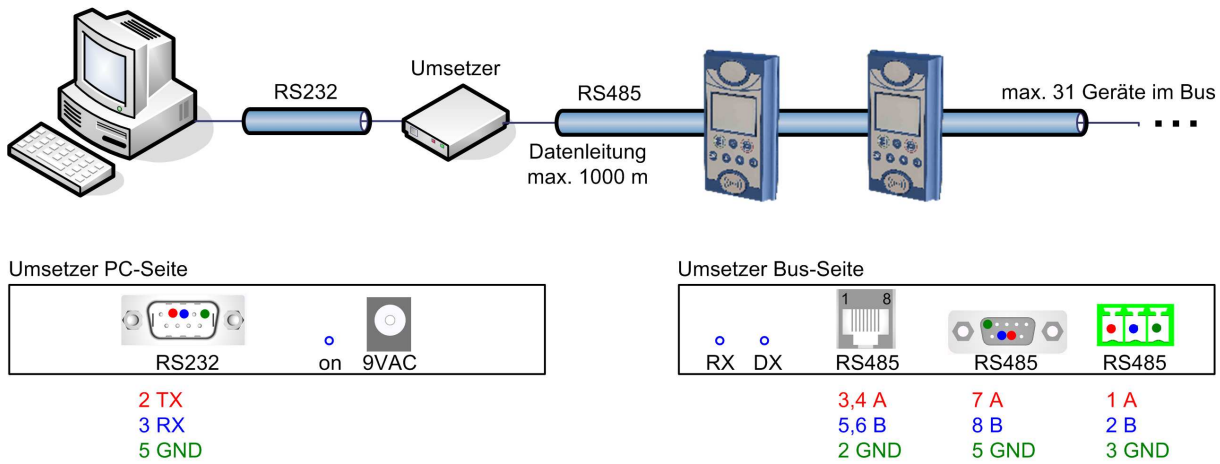 Umsetzer
RS232
RS485
max. 31 Geräte im Bus
Datenleitung
max. 1000 m
Umsetzer PC-Seite
RS232
on
9VAC
2 TX
3 RX
5 GND
Umsetzer Bus-Seite
1 8
RX
DX
RS485
RS485
RS485
3,4 A
5,6 B
2 GND
7 A
8 B
5 GND
1 A
2 B
3 GND